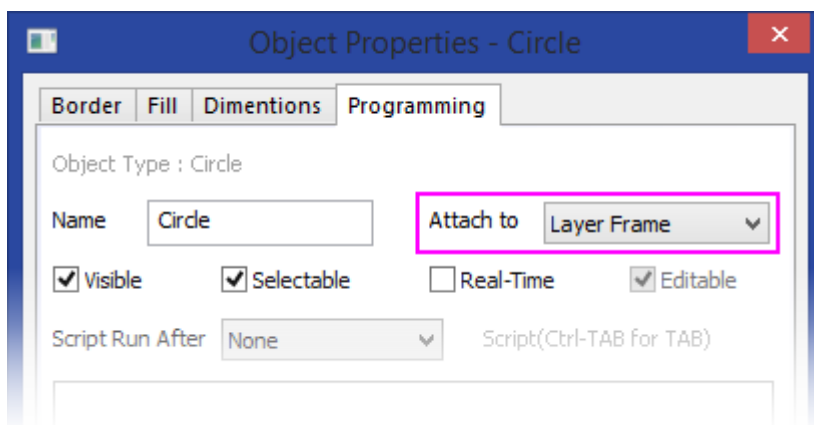 Object Properties - Circle
Border Fill Dimentions Programming
Object Type : Circle
Name Circle Attach to Layer Frame
Visible Selectable Real-Time Editable
Script Run After None Script(Ctrl-TAB for TAB)